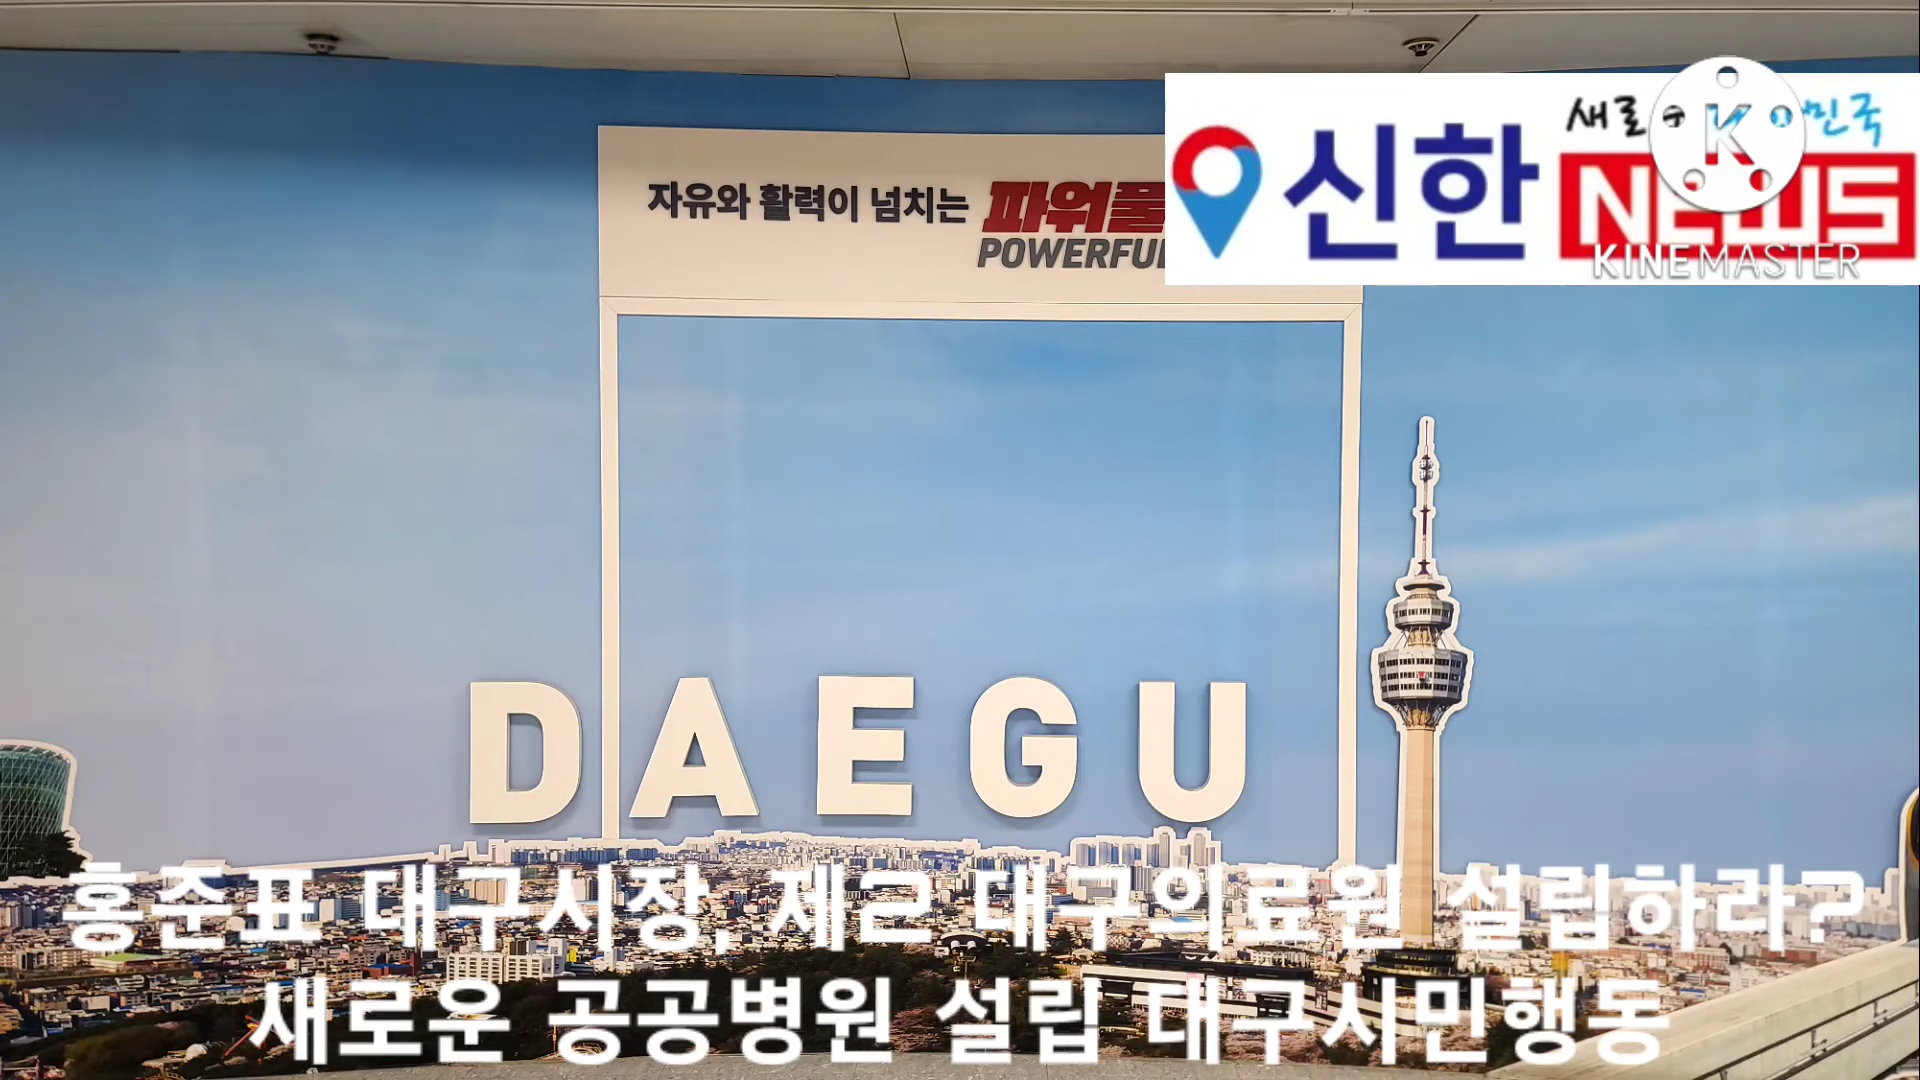 자유와 활력이 넘치는 파워풀
POWERFUL
새로
민국
신한 NEWS
K
KINEMASTER
DAEGU
홍준표 대구시장, 제2 대구의료원 설립하라?
새로운 공공병원 설립 대구시민행동